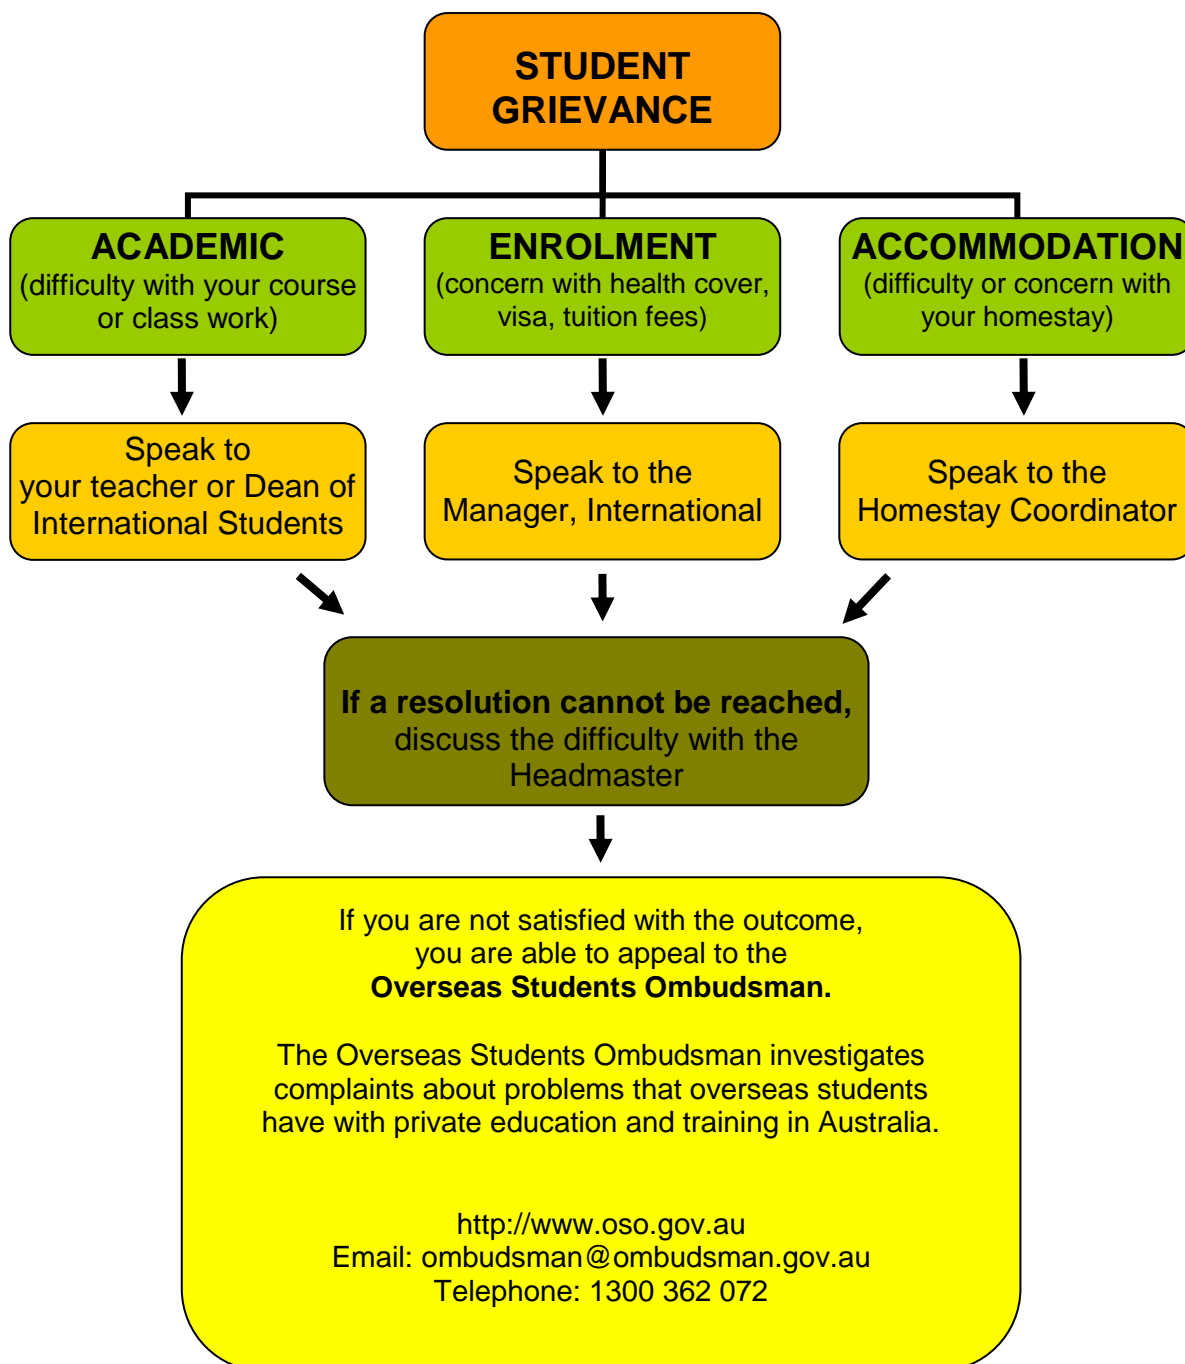 STUDENT
GRIEVANCE
ACADEMIC
(difficulty with your course
or class work)
ENROLMENT
(concern with health cover,
visa, tuition fees)
ACCOMMODATION
(difficulty or concern with
your homestay)
Speak to
your teacher or Dean of
International Students
Speak to the
Manager, International
Speak to the
Homestay Coordinator
If a resolution cannot be reached,
discuss the difficulty with the
Headmaster
If you are not satisfied with the outcome,
you are able to appeal to the
Overseas Students Ombudsman.
The Overseas Students Ombudsman investigates
complaints about problems that overseas students
have with private education and training in Australia.
http://www.oso.gov.au
Email: ombudsman@ombudsman.gov.au
Telephone: 1300 362 072